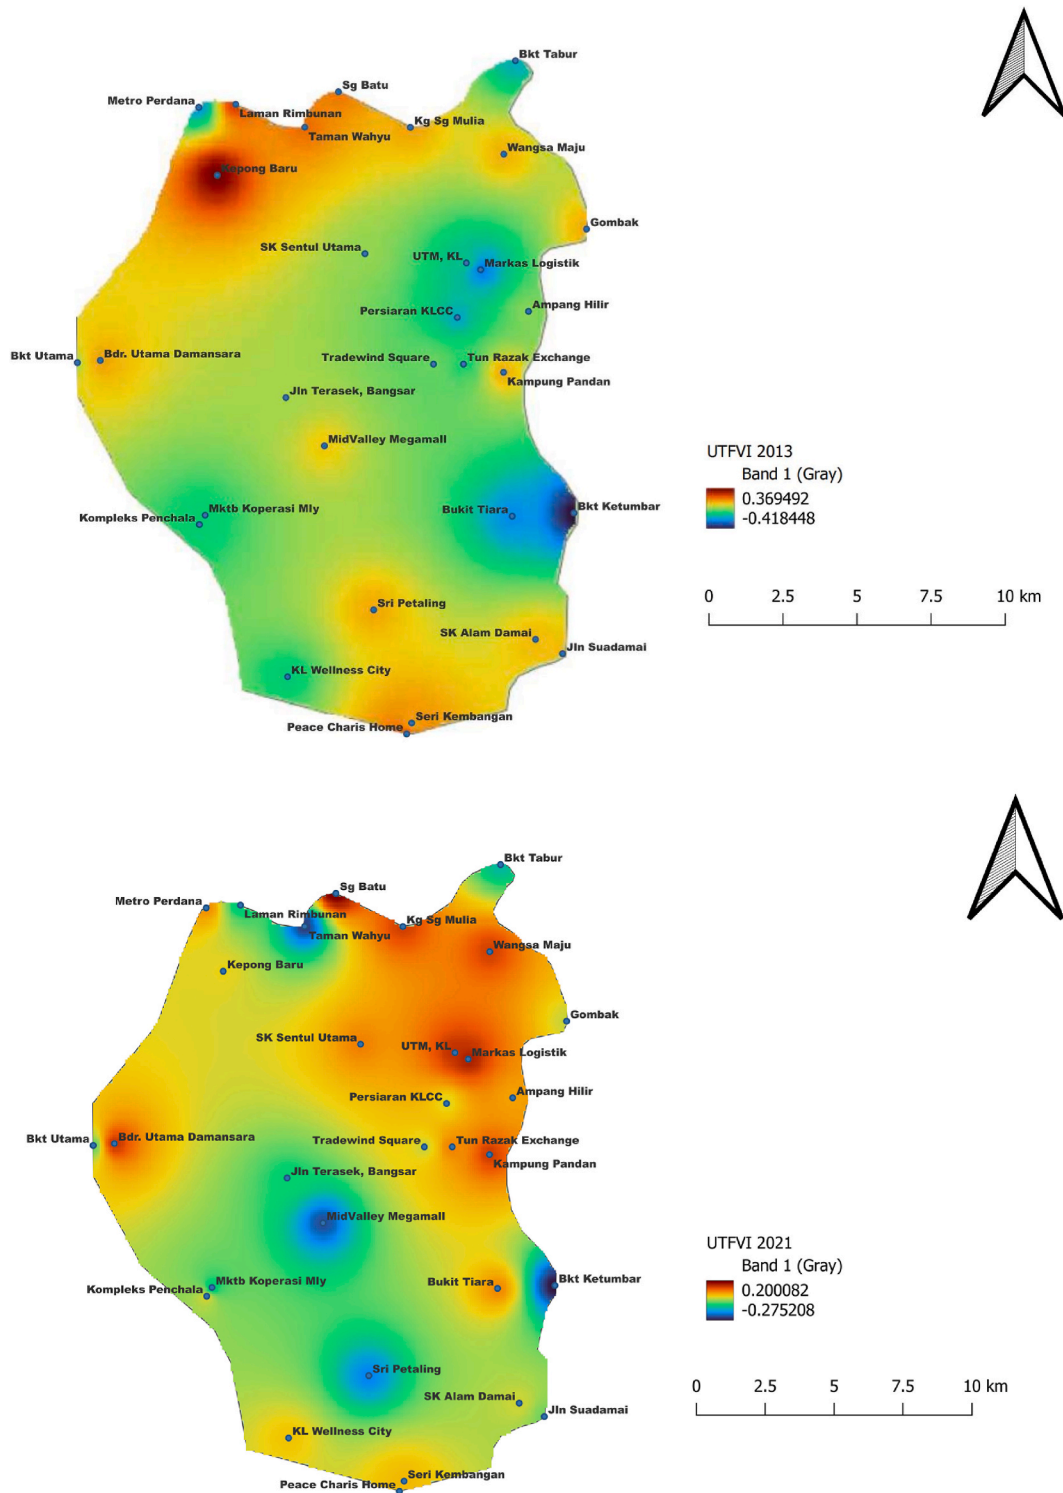 Bkt Tabur
Sg Batu
Metro Perdana
Laman Rimbunan
Taman Wahyu
Kg Sg Mulia
Wangsa Maju
Kepong Baru
Gombak
SK Sentul Utama
UTM, KL
Markas Logistik
Persiaran KLCC
Ampang Hilir
Bkt Utama
Bdr. Utama Damansara
Tradewind Square
Tun Razak Exchange
Kampung Pandan
Jln Terasek, Bangsar
MidValley Megamall
UTFVI 2013
Band 1 (Gray)
0.369492
-0.418448
Mktb Koperasi Mly
Kompleks Penchala
Bukit Tiara
Bkt Ketumbar
0 2.5 5 7.5 10 km
Sri Petaling
SK Alam Damai
Jln Suadamai
KL Wellness City
Seri Kembangan
Peace Charis Home
Bkt Tabur
Sg Batu
Metro Perdana
Laman Rimbunan
Taman Wahyu
Kg Sg Mulia
Wangsa Maju
Kepong Baru
Gombak
SK Sentul Utama
UTM, KL
Markas Logistik
Persiaran KLCC
Ampang Hilir
Bkt Utama
Bdr. Utama Damansara
Tradewind Square
Tun Razak Exchange
Kampung Pandan
Jln Terasek, Bangsar
MidValley Megamall
UTFVI 2021
Band 1 (Gray)
0.200082
-0.275208
Mktb Koperasi Mly
Kompleks Penchala
Bukit Tiara
Bkt Ketumbar
Sri Petaling
0 2.5 5 7.5 10 km
SK Alam Damai
Jln Suadamai
KL Wellness City
Seri Kembangan
Peace Charis Home